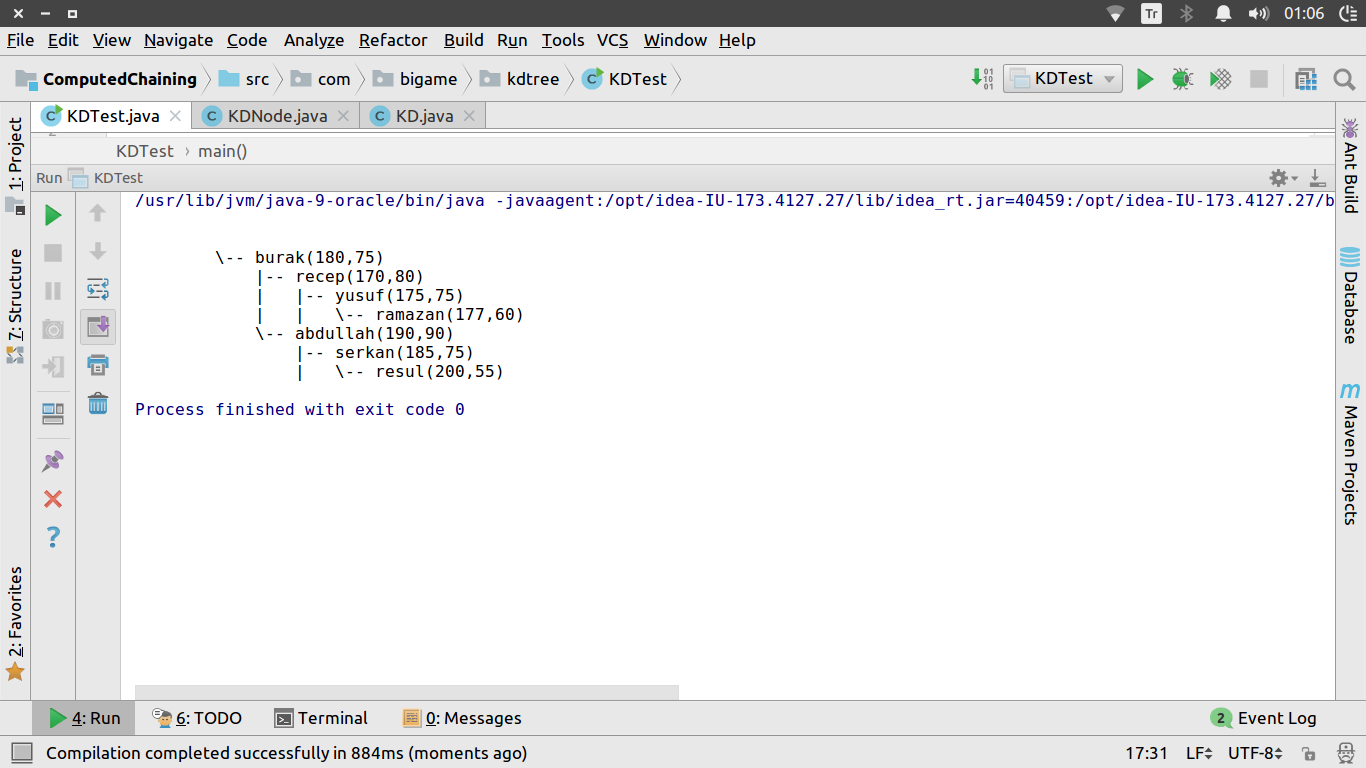 Tr 01:06
File Edit View Navigate Code Analyze Refactor Build Run Tools VCS Window Help
ComputedChaining src com bigame kdtree KDTest KDTest
KDTest.java KDNode.java KD.java
KDTest › main()
Run KDTest
/usr/lib/jvm/java-9-oracle/bin/java -javaagent:/opt/idea-IU-173.4127.27/lib/idea_rt.jar=40459:/opt/idea-IU-173.4127.27/b
\-- burak(180,75)
|-- recep(170,80)
|   |-- yusuf(175,75)
|   |   \-- ramazan(177,60)
\-- abdullah(190,90)
|-- serkan(185,75)
|   \-- resul(200,55)
Process finished with exit code 0
1: Project
7: Structure
2: Favorites
Ant Build
Database
m Maven Projects
4: Run 6: TODO Terminal 0: Messages 2 Event Log
Compilation completed successfully in 884ms (moments ago) 17:31 LF UTF-8